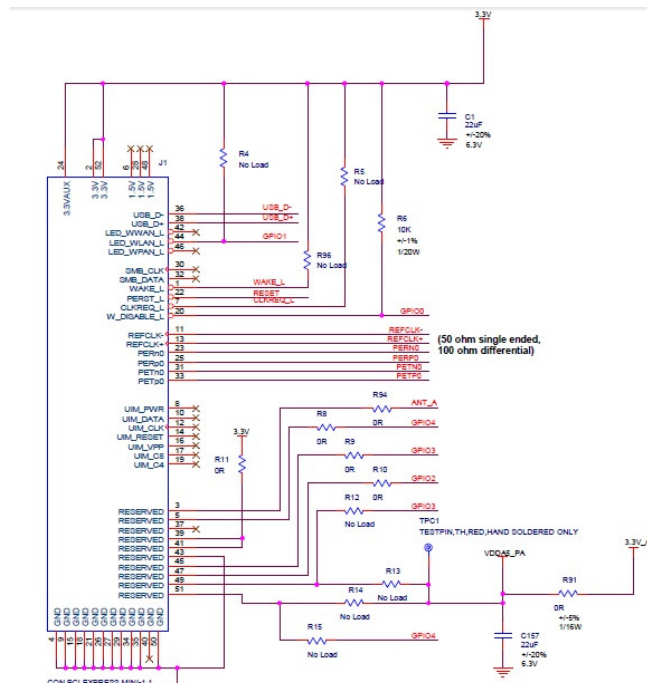 3.3V
C1
22uF
+/-20%
6.3V
R4
No Load
R5
No Load
R6
10K
+/-1%
1/20W
R96
No Load
24
2
52
6
28
48
J1
3.3VAUX
3.3V
3.3V
1.5V
1.5V
1.5V
USB_D- 36 USB_D-
USB_D+ 38 USB_D+
LED_WWAN_L 42
LED_WLAN_L 44 GPIO1
LED_WPAN_L 46
SMB_CLK 30
SMB_DATA 32
WAKE_L 1 WAKE_L
PERST_L 22 RESET
CLKREQ_L 7 CLKREQ_L
W_DISABLE_L 20 GPIO0
REFCLK- 11 REFCLK-
REFCLK+ 13 REFCLK+
PERn0 23 PERN0
PERp0 25 PERP0
PETn0 31 PETN0
PETp0 33 PETP0
(50 ohm single ended,
100 ohm differential)
UIM_PWR 8
UIM_DATA 10
UIM_CLK 12
UIM_RESET 14
UIM_VPP 16
UIM_C8 17
UIM_C4 19
3.3V
R11
0R
R94
0R
ANT_A
R8
0R
GPIO4
R9
0R
GPIO3
R10
0R
GPIO2
R12
No Load
GPIO3
RESERVED 3
RESERVED 5
RESERVED 37
RESERVED 39
RESERVED 41
RESERVED 43
RESERVED 45
RESERVED 47
RESERVED 49
RESERVED 51
TPC1
TESTPIN,TH,RED,HAND SOLDERED ONLY
R13
No Load
R14
No Load
R15
No Load
GPIO4
VDDA5_PA
R91
0R
+/-5%
1/16W
C157
22uF
+/-20%
6.3V
GND
GND
GND
GND
GND
GND
GND
GND
GND
GND
GND
GND
GND
4
9
15
18
21
26
27
29
34
35
40
50
CON,PCI,EXPRESS,MINI-1.1